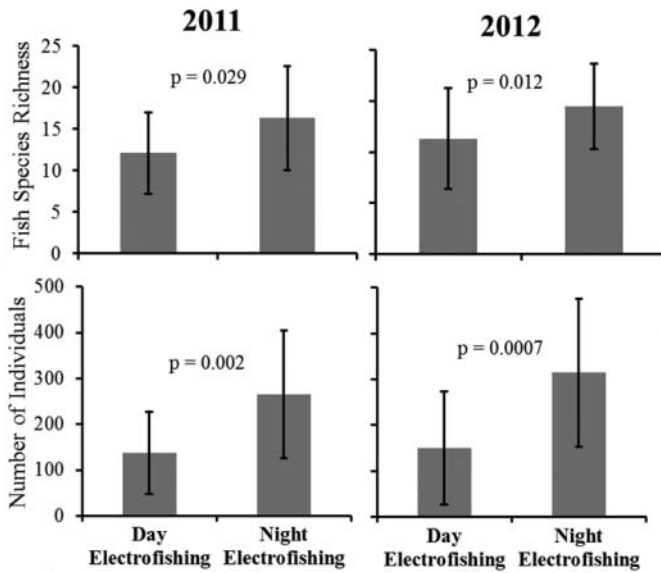 2011
2012
Fish Species Richness
25
20
15
10
5
0
p = 0.029
p = 0.012
Number of Individuals
500
400
300
200
100
0
p = 0.002
p = 0.0007
Day
Electrofishing
Night
Electrofishing
Day
Electrofishing
Night
Electrofishing